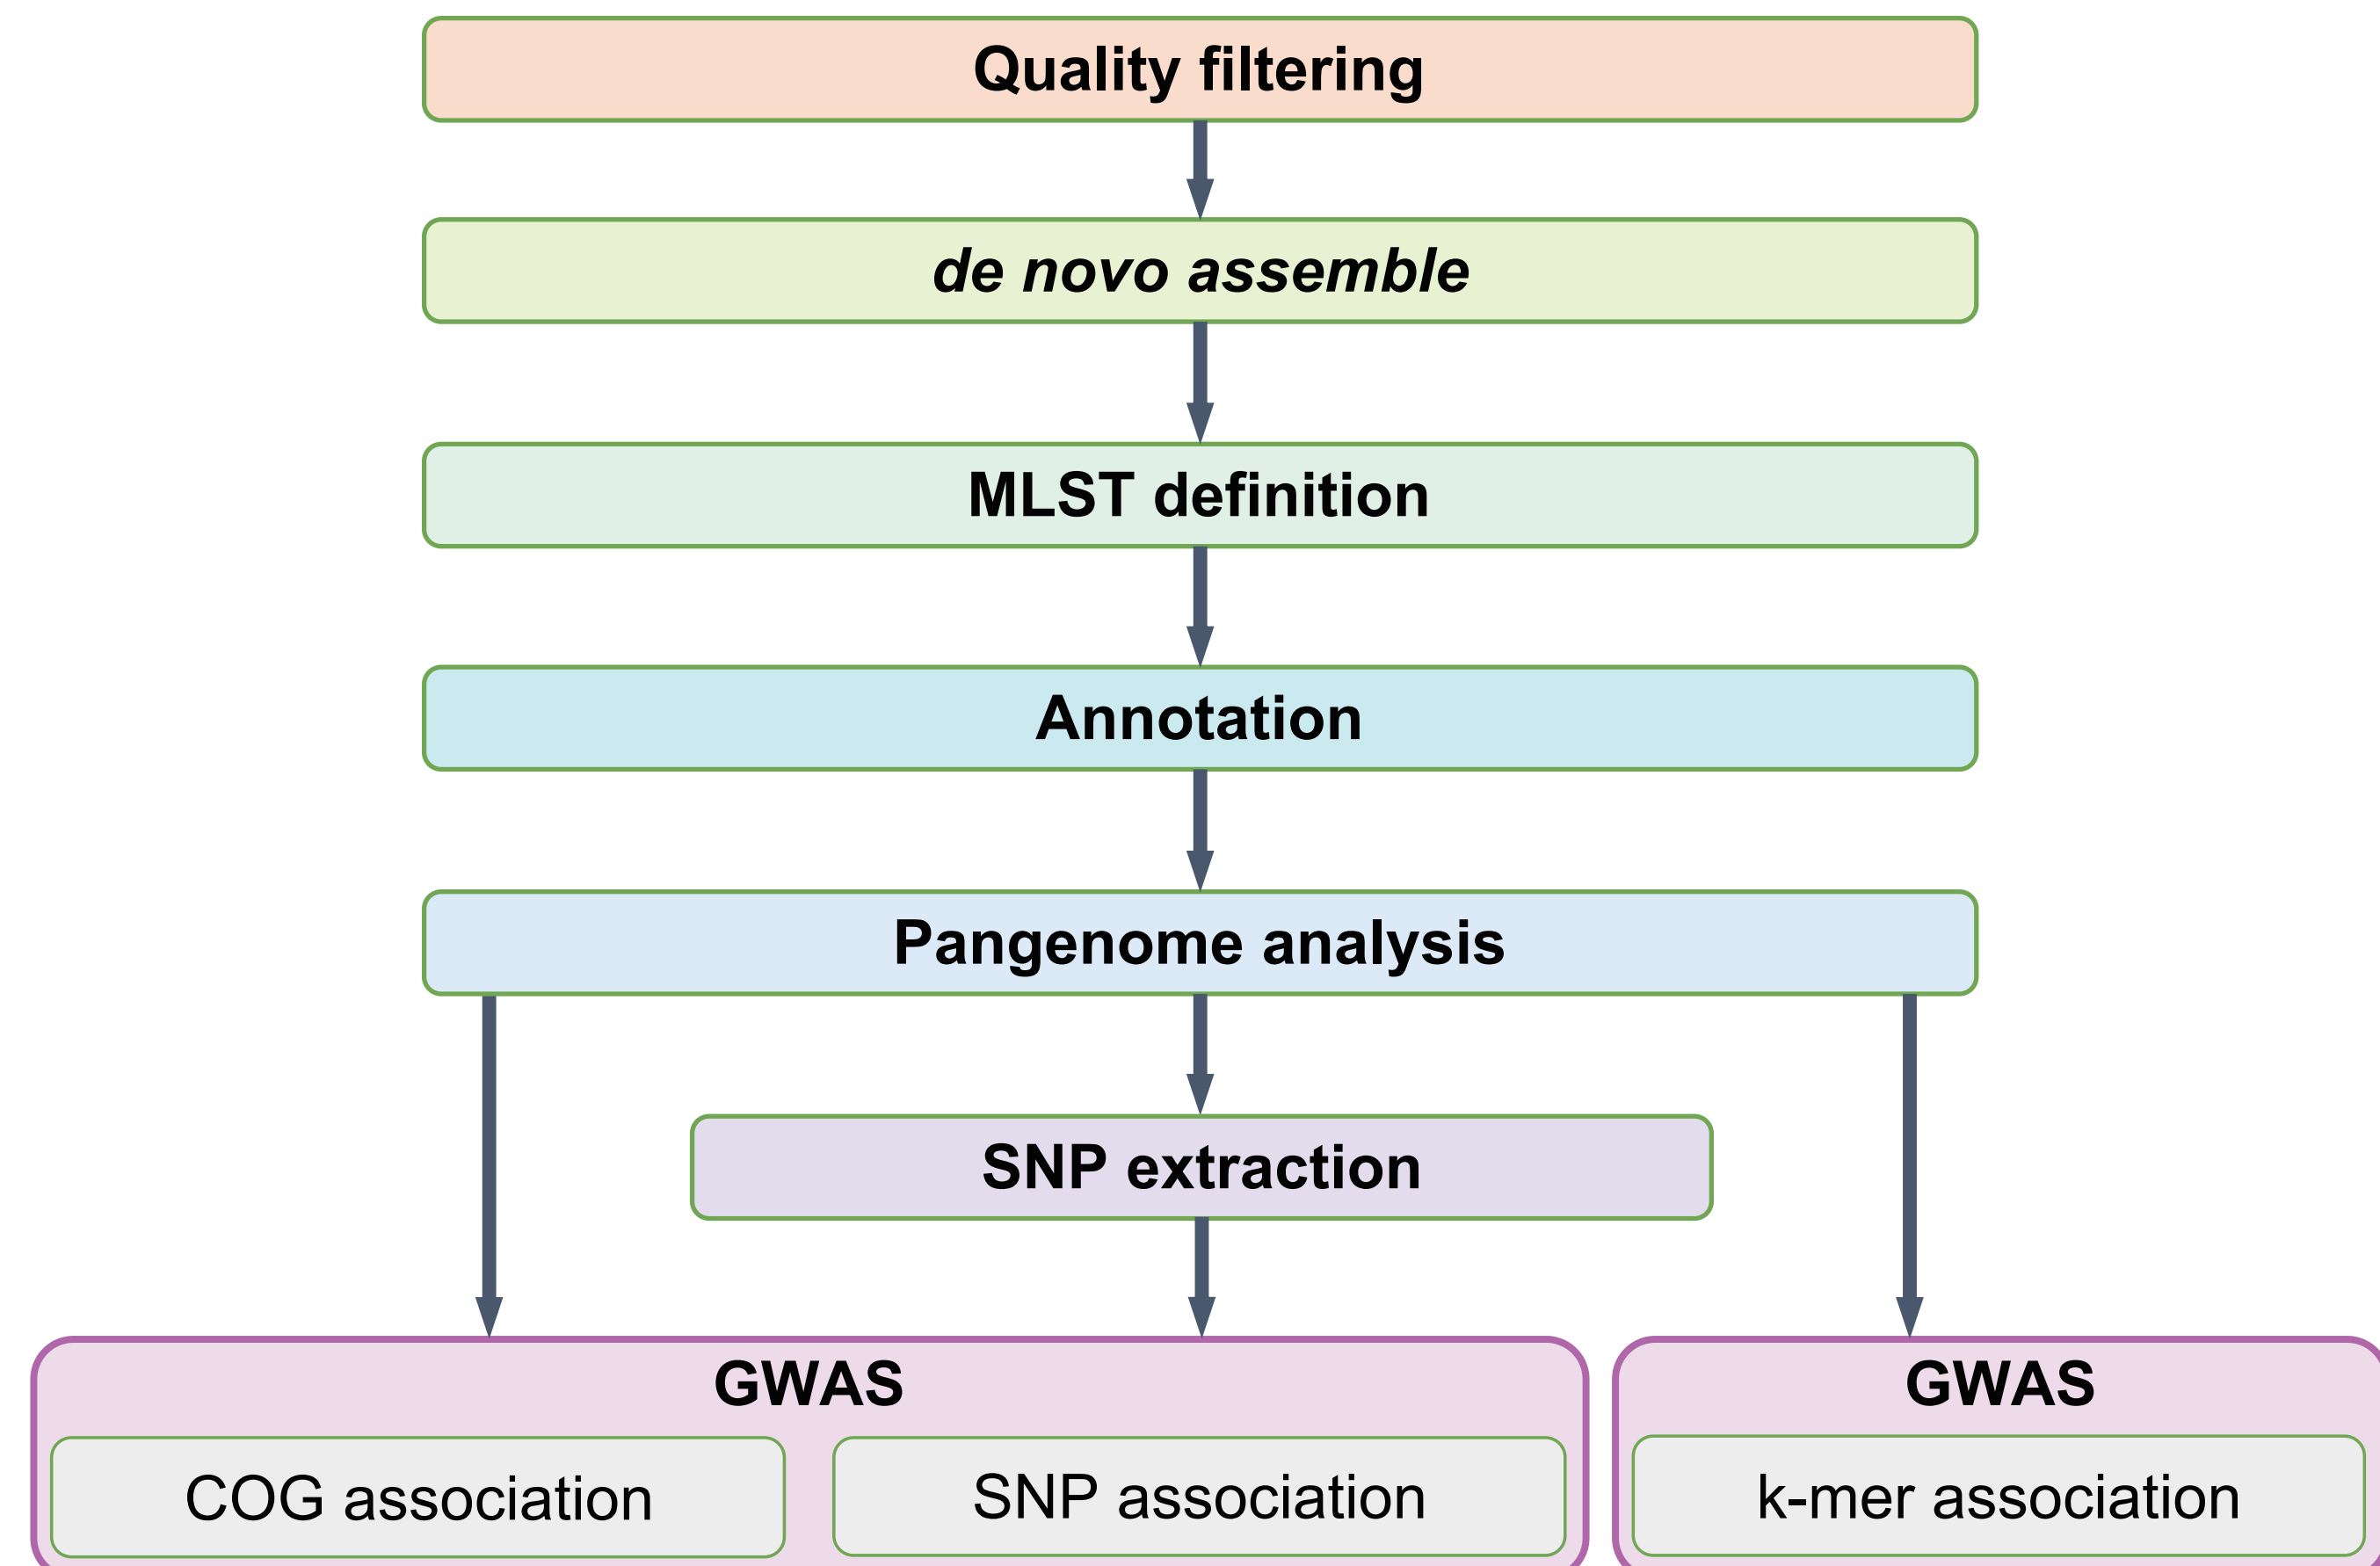 Quality filtering
de novo assemble
MLST definition
Annotation
Pangenome analysis
SNP extraction
GWAS
GWAS
COG association
SNP association
k-mer association